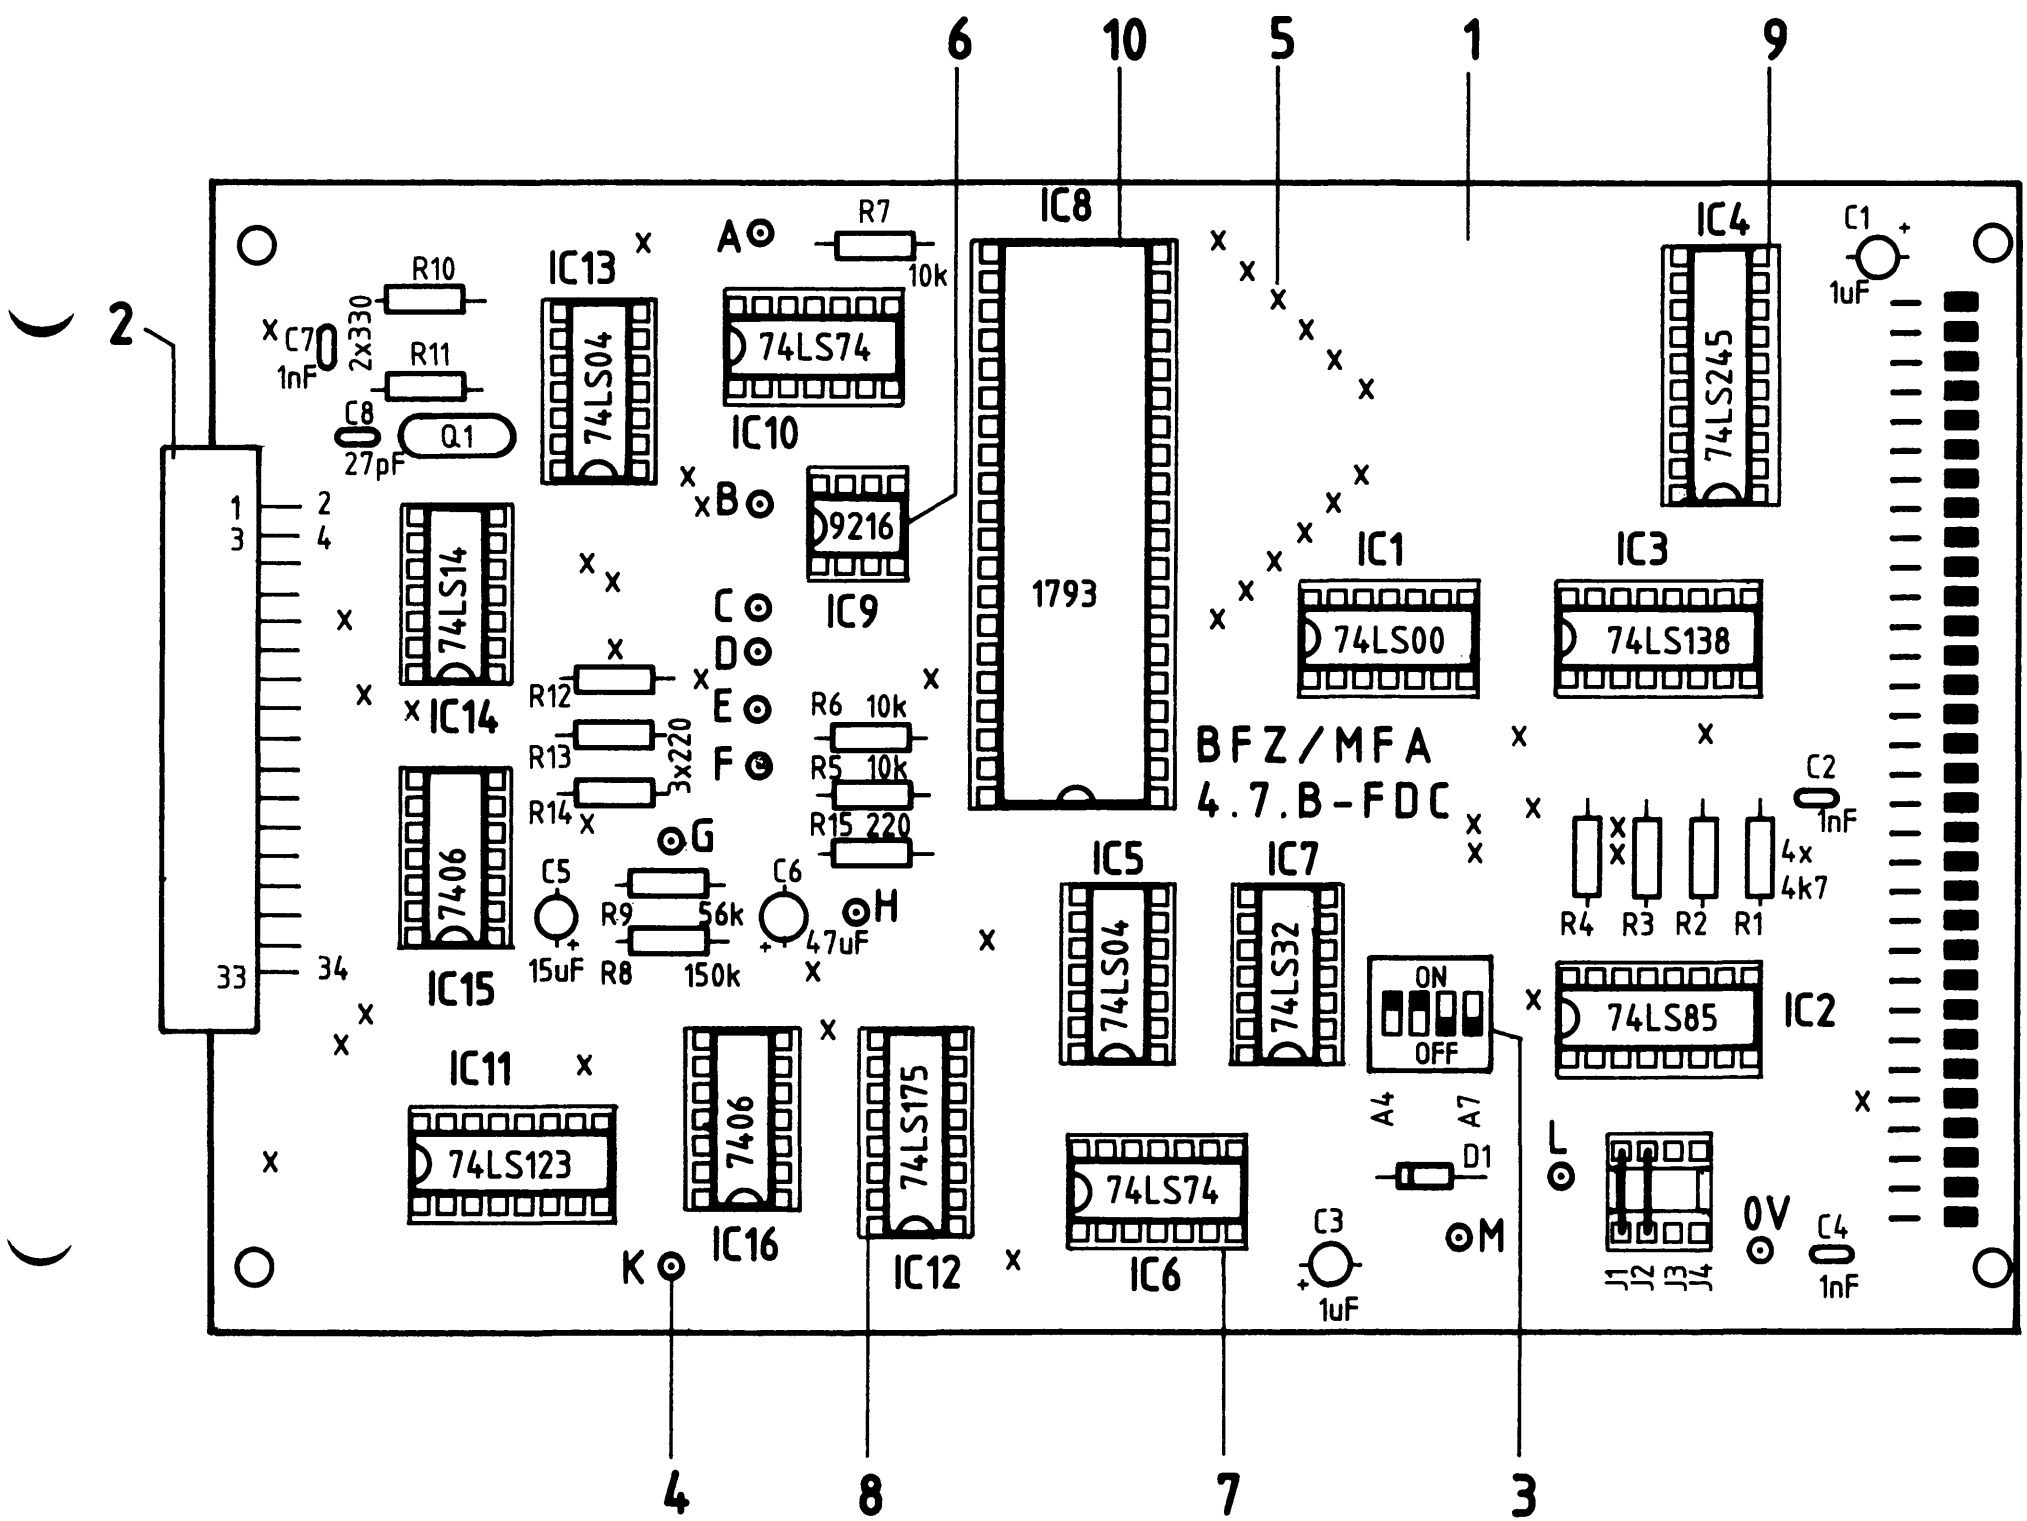 6 10 5 1 9
IC8
R7
10k
A
IC4
C1
+
1uF
IC13
R10
2x330
C7
1nF
R11
2
C8
27pF
Q1
74LS04
74LS74
IC10
74LS245
B
9216
IC9
1 2
3 4
74LS14
IC14
1793
IC1
IC3
74LS00
74LS138
C
D
E
F
R12
R13
R14
3x220
R6 10k
R5 10k
R15 220
BFZ/MFA
4.7.B-FDC
C2
1nF
G
7406
IC15
C5
+
15uF
R9 56k
R8 150k
C6
+
47uF
H
IC5
IC7
74LS04
74LS32
4x
4k7
R4 R3 R2 R1
33 34
ON
OFF
A4 A7
74LS85
IC2
IC11
74LS123
7406
IC16
74LS175
IC12
74LS74
IC6
D1
L
M
C3
+
1uF
J1 J2 J3 J4
0V
C4
1nF
K
4 8 7 3